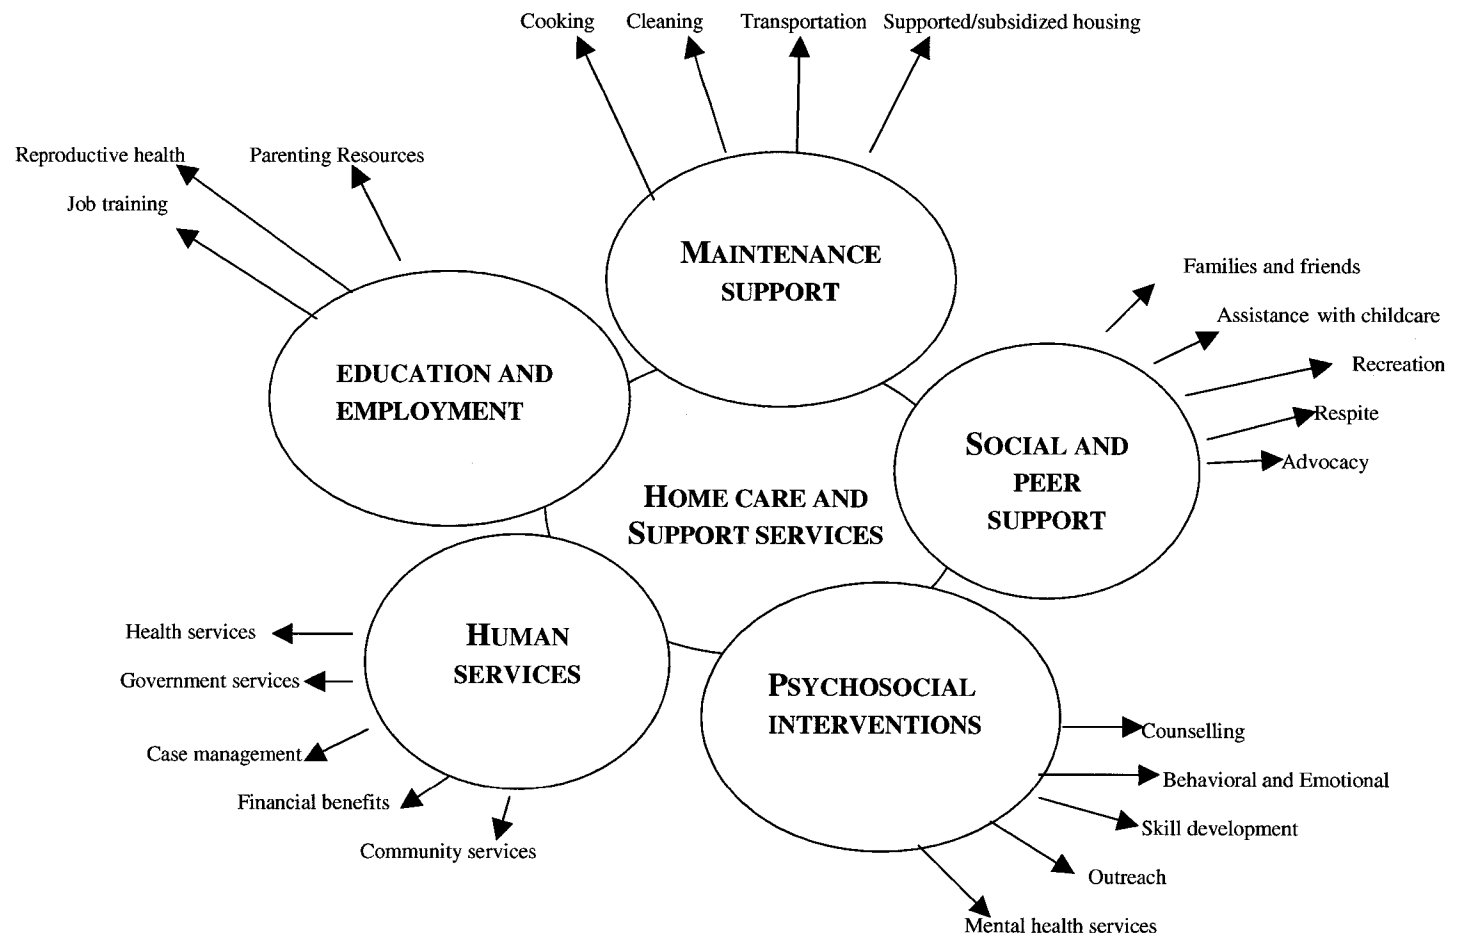 Cooking Cleaning Transportation Supported/subsidized housing
Reproductive health Parenting Resources
Job training
MAINTENANCE
SUPPORT
Families and friends
Assistance with childcare
Recreation
Respite
Advocacy
EDUCATION AND
EMPLOYMENT
SOCIAL AND
PEER
SUPPORT
HOME CARE AND
SUPPORT SERVICES
HUMAN
SERVICES
Health services
Government services
Case management
Financial benefits
Community services
PSYCHOSOCIAL
INTERVENTIONS
Counselling
Behavioral and Emotional
Skill development
Outreach
Mental health services